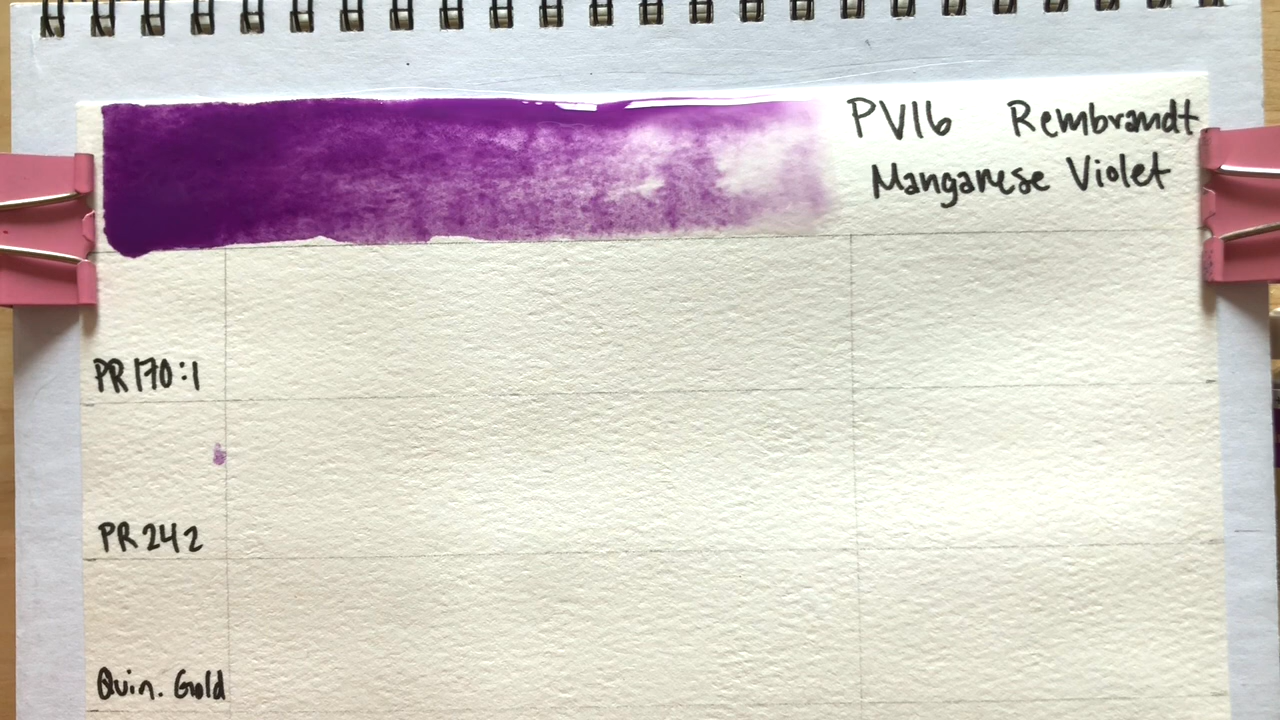 PV16 Rembrandt
Manganese Violet
PR170:1
PR242
Quin. Gold